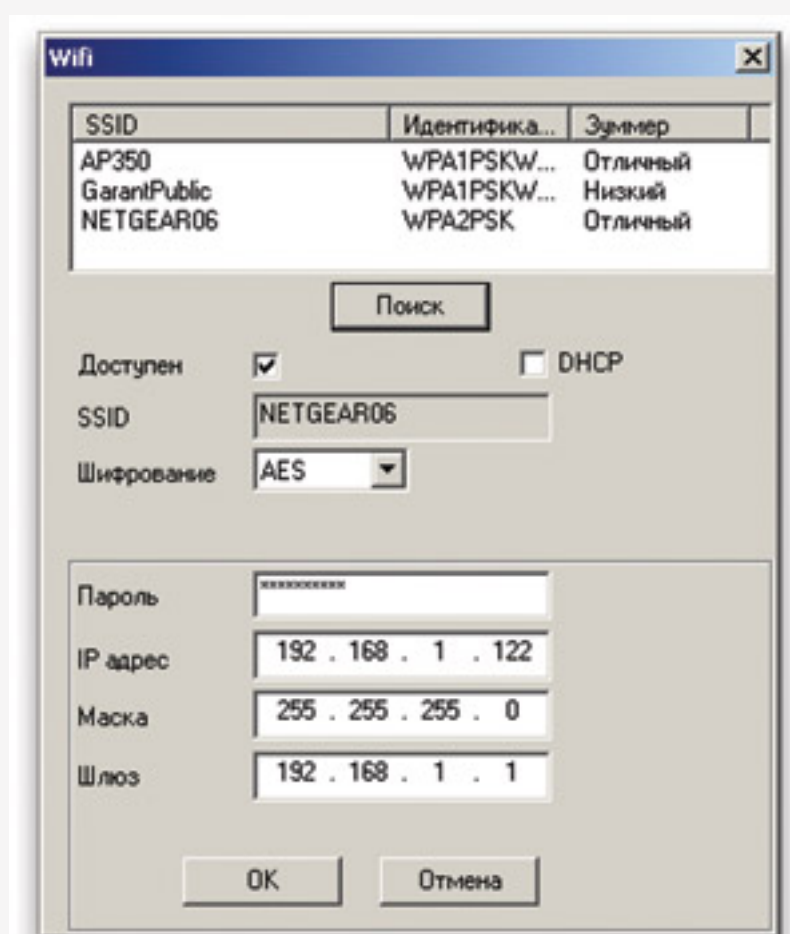 Wifi
SSID Идентифика... Зуммер
AP350 WPA1PSKW... Отличный
GarantPublic WPA1PSKW... Низкий
NETGEAR06 WPA2PSK Отличный
Поиск
Доступен DHCP
SSID NETGEAR06
Шифрование AES
Пароль **********
IP адрес 192 . 168 . 1 . 122
Маска 255 . 255 . 255 . 0
Шлюз 192 . 168 . 1 . 1
OK Отмена